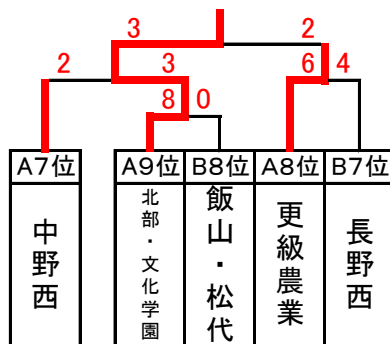 3 2
2 3 6 4
8 0
A7位 A9位 B8位 A8位 B7位
中野西
北部・文化学園
飯山・松代
更級農業
長野西